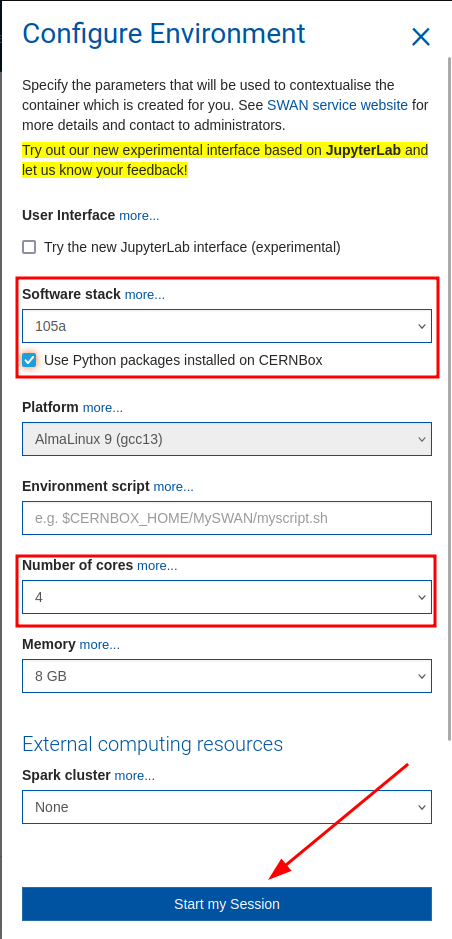 Configure Environment
Specify the parameters that will be used to contextualise the
container which is created for you. See SWAN service website for
more details and contact to administrators.
Try out our new experimental interface based on JupyterLab and
let us know your feedback!
User Interface more...
Try the new JupyterLab interface (experimental)
Software stack more...
105a
Use Python packages installed on CERNBox
Platform more...
AlmaLinux 9 (gcc13)
Environment script more...
e.g. $CERNBOX_HOME/MySWAN/myscript.sh
Number of cores more...
4
Memory more...
8 GB
External computing resources
Spark cluster more...
None
Start my Session